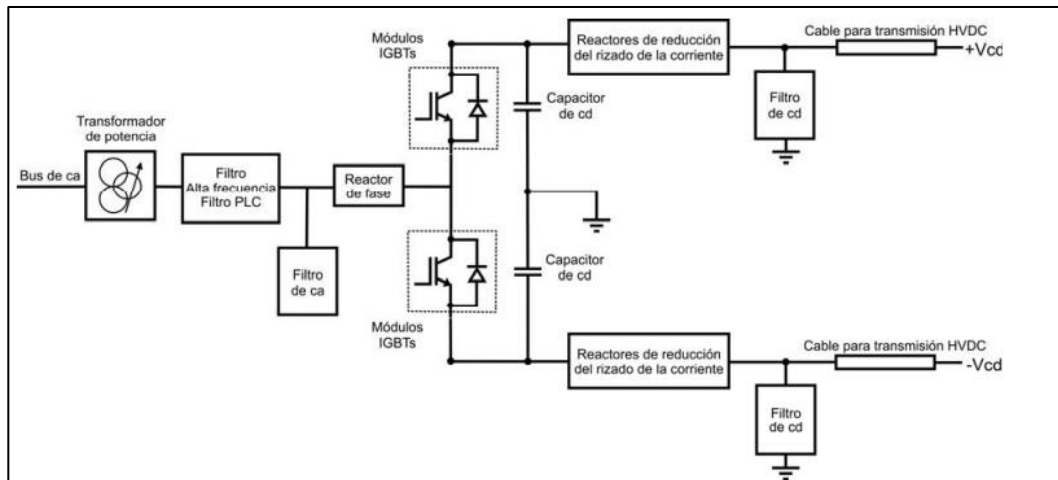 Módulos
IGBTs
Reactores de reducción
del rizado de la corriente
Cable para transmisión HVDC
+Vcd
Filtro
de cd
Capacitor
de cd
Transformador
de potencia
Bus de ca
Filtro
Alta frecuencia
Filtro PLC
Reactor
de fase
Filtro
de ca
Capacitor
de cd
Módulos
IGBTs
Reactores de reducción
del rizado de la corriente
Cable para transmisión HVDC
-Vcd
Filtro
de cd